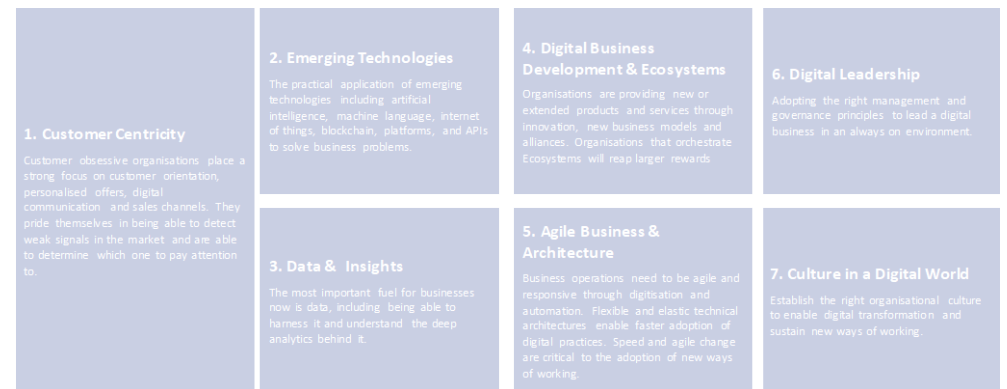 1. Customer Centricity
Customer obsessive organisations place a
strong focus on customer orientation,
personalised offers, digital
communication and sales channels. They
pride themselves in being able to detect
weak signals in the market and are able
to determine which one to pay attention
to.
2. Emerging Technologies
The practical application of emerging
technologies including artificial
intelligence, machine language, internet
of things, blockchain, platforms, and APIs
to solve business problems.
3. Data & Insights
The most important fuel for businesses
now is data, including being able to
harness it and understand the deep
analytics behind it.
4. Digital Business
Development & Ecosystems
Organisations are providing new or
extended products and services through
innovation, new business models and
alliances. Organisations that orchestrate
Ecosystems will reap larger rewards
5. Agile Business &
Architecture
Business operations need to be agile and
responsive through digitisation and
automation. Flexible and elastic technical
architectures enable faster adoption of
digital practices. Speed and agile change
are critical to the adoption of new ways
of working.
6. Digital Leadership
Adopting the right management and
governance principles to lead a digital
business in an always on environment.
7. Culture in a Digital World
Establish the right organisational culture
to enable digital transformation and
sustain new ways of working.